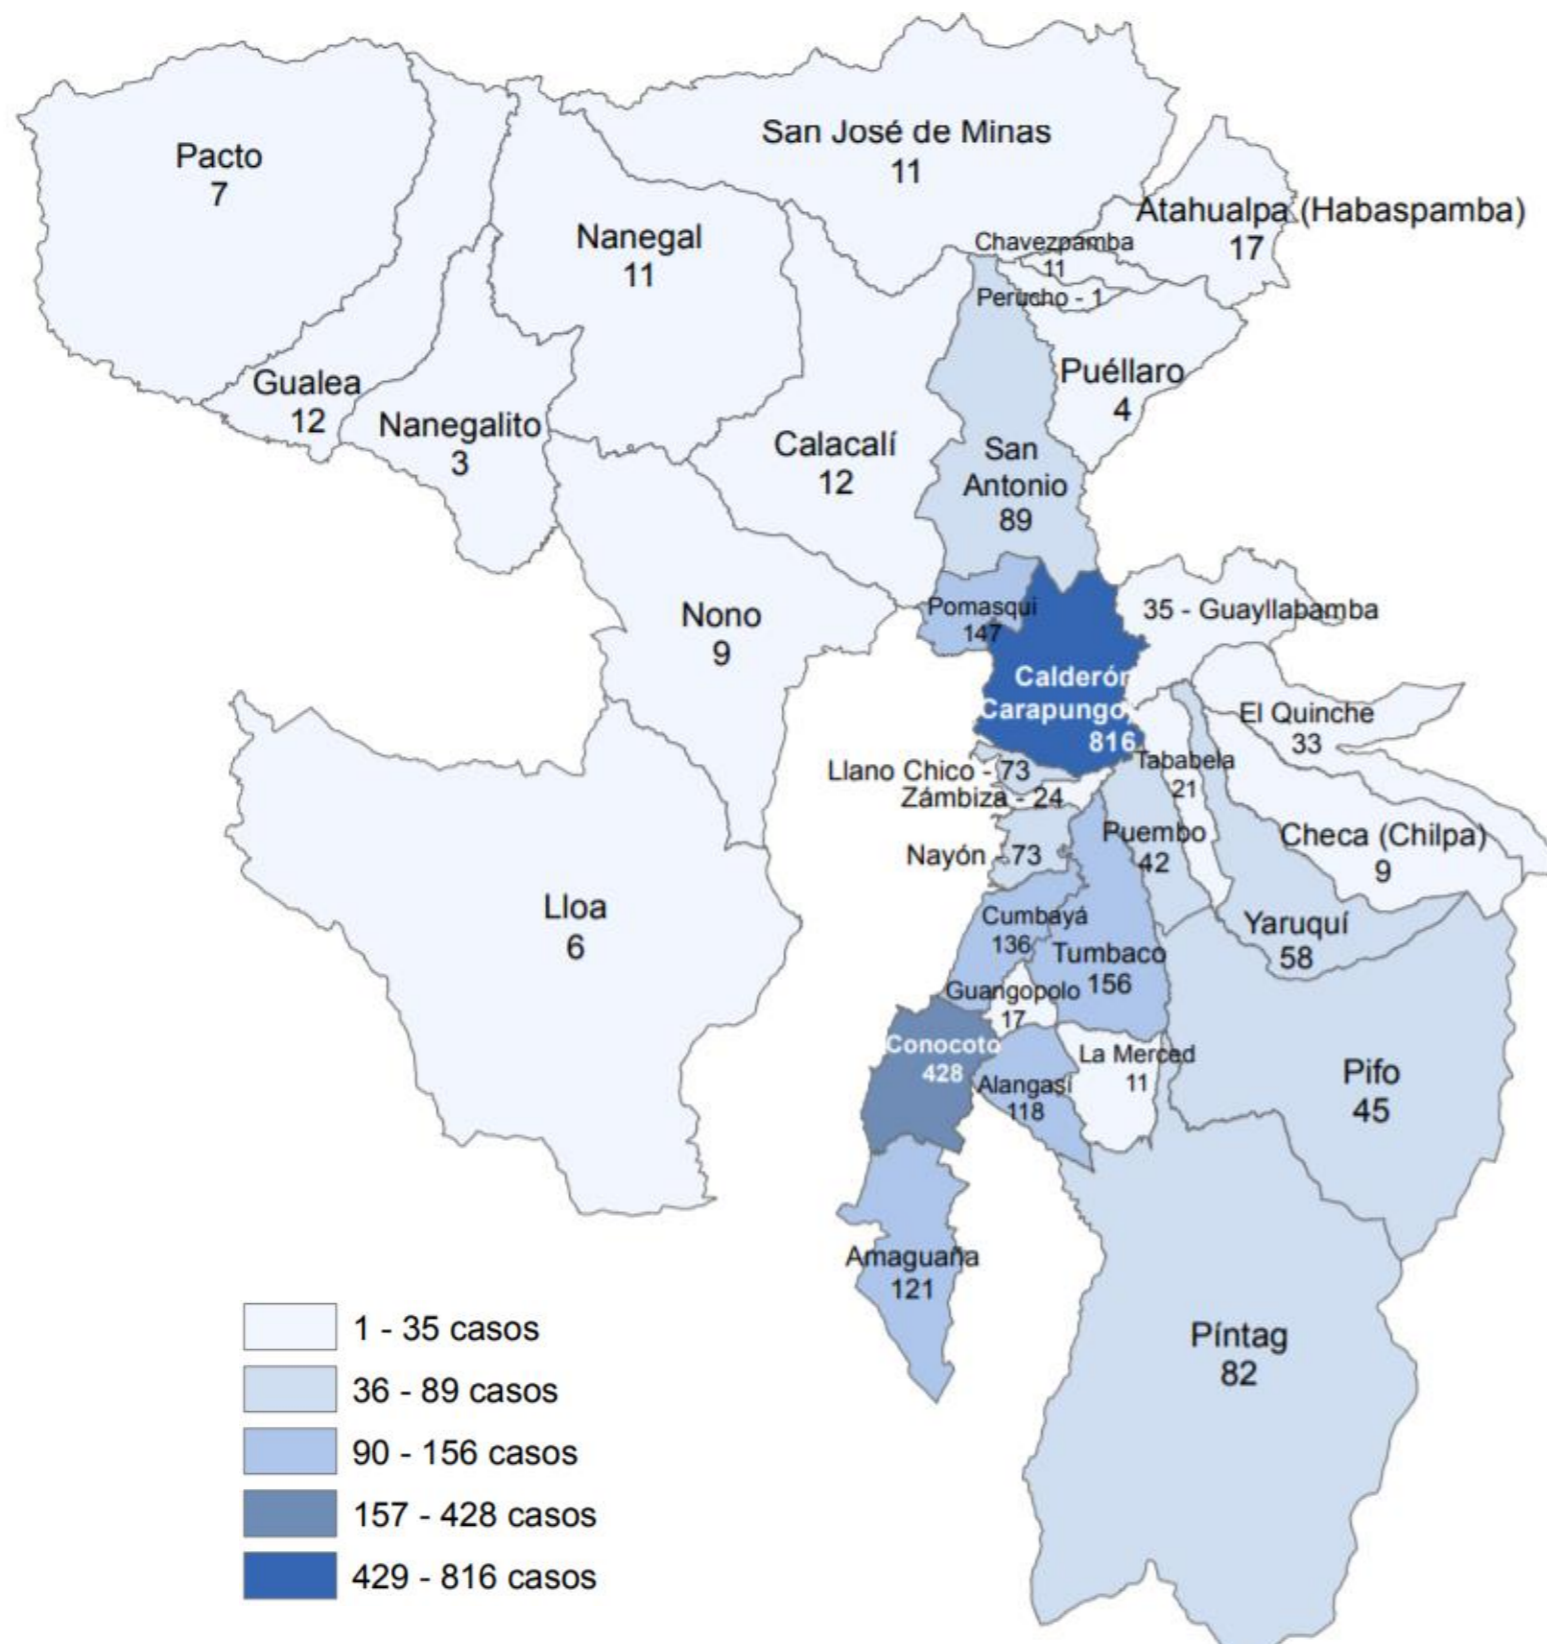 San José de Minas
11
Pacto
7
Atahualpa (Habaspamba)
17
Nanegal
11
Chavezpamba
11
Perucho - 1
Puéllaro
4
Gualea
12
Nanegalito
3
Calacalí
12
San
Antonio
89
Pomasqui
147
35 - Guayllabamba
Nono
9
Calderón
Carapungo
816
El Quinche
33
Llano Chico - 73
Zámbiza - 24
Tababela
21
Nayón - 73
Puembo
42
Checa (Chilpa)
9
Lloa
6
Cumbayá
136
Tumbaco
156
Yaruquí
58
Guangopolo
17
Conocoto
428
Alangasí
118
La Merced
11
Pifo
45
Amaguaña
121
Píntag
82
1 - 35 casos
36 - 89 casos
90 - 156 casos
157 - 428 casos
429 - 816 casos